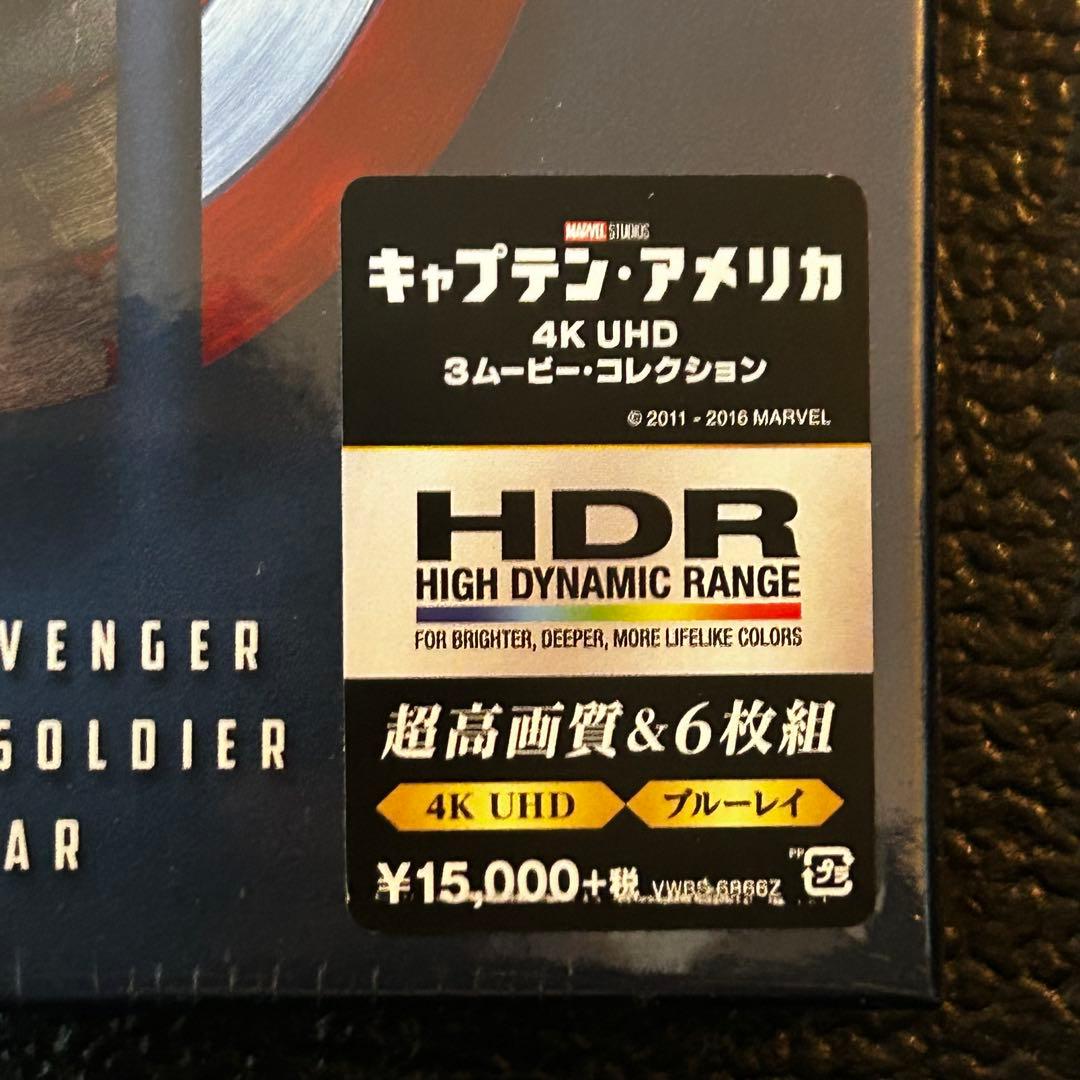 MARVEL STUDIOS
キャプテン・アメリカ
4K UHD
3ムービー・コレクション
© 2011 - 2016 MARVEL
HDR
HIGH DYNAMIC RANGE
FOR BRIGHTER, DEEPER, MORE LIFELIKE COLORS
超高画質&6枚組
4K UHD ブルーレイ
¥15,000+税
PP プラ
VENGER
SOLDIER
AR